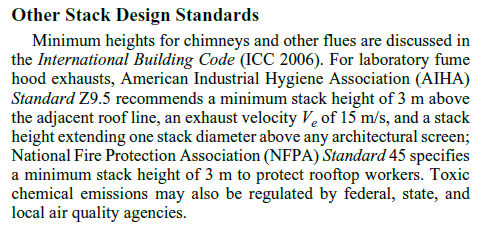 Other Stack Design Standards
Minimum heights for chimneys and other flues are discussed in
the International Building Code (ICC 2006). For laboratory fume
hood exhausts, American Industrial Hygiene Association (AIHA)
Standard Z9.5 recommends a minimum stack height of 3 m above
the adjacent roof line, an exhaust velocity Ve of 15 m/s, and a stack
height extending one stack diameter above any architectural screen;
National Fire Protection Association (NFPA) Standard 45 specifies
a minimum stack height of 3 m to protect rooftop workers. Toxic
chemical emissions may also be regulated by federal, state, and
local air quality agencies.